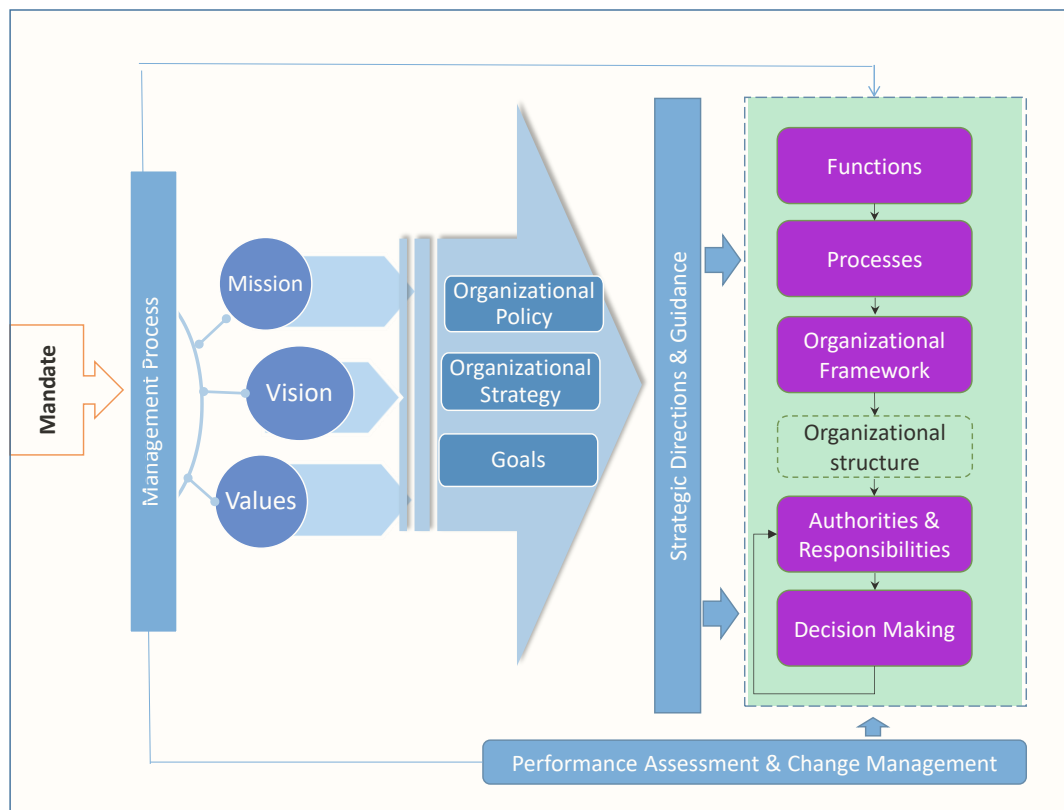 Mandate
Management Process
Mission
Vision
Values
Organizational
Policy
Organizational
Strategy
Goals
Strategic Directions & Guidance
Functions
Processes
Organizational
Framework
Organizational
structure
Authorities &
Responsibilities
Decision Making
Performance Assessment & Change Management